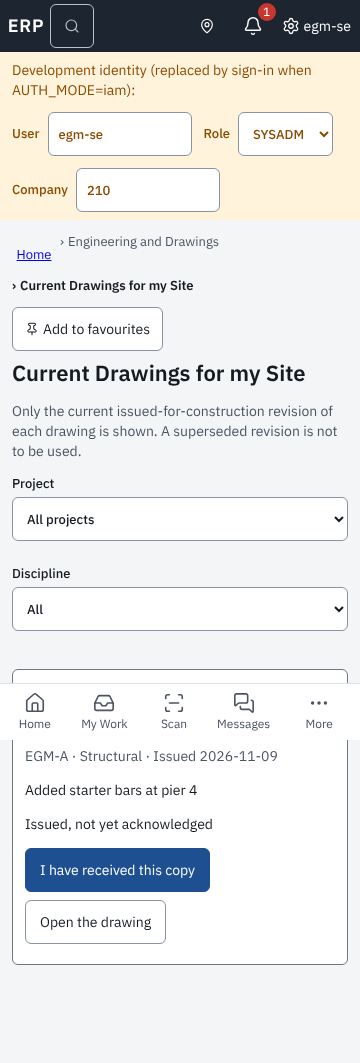 ERP
1
egm-se
Development identity (replaced by sign-in when
AUTH_MODE=iam):
User egm-se Role SYSADM
Company 210
Home › Engineering and Drawings
› Current Drawings for my Site
Add to favourites
Current Drawings for my Site
Only the current issued-for-construction revision of
each drawing is shown. A superseded revision is not
to be used.
Project
All projects
Discipline
All
Home My Work Scan Messages More
EGM-A · Structural · Issued 2026-11-09
Added starter bars at pier 4
Issued, not yet acknowledged
I have received this copy
Open the drawing